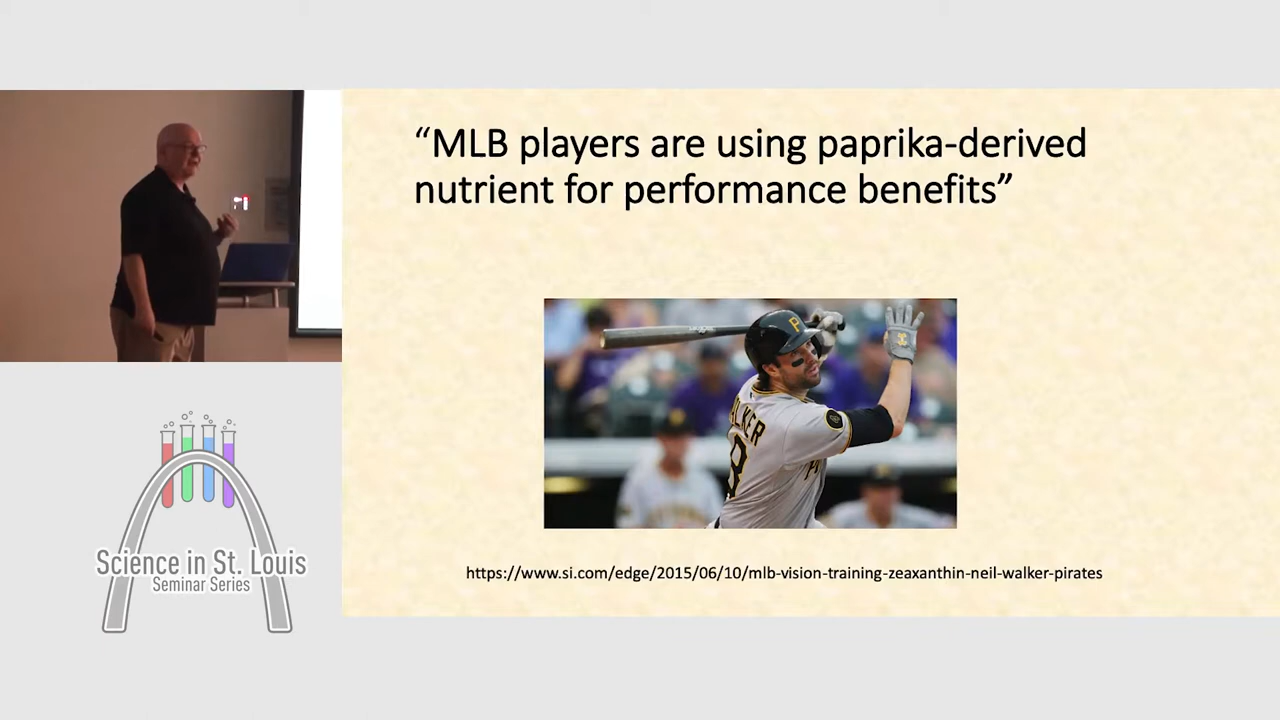 “MLB players are using paprika-derived
nutrient for performance benefits”
P
https://www.si.com/edge/2015/06/10/mlb-vision-training-zeaxanthin-neil-walker-pirates
Science in St. Louis
Seminar Series